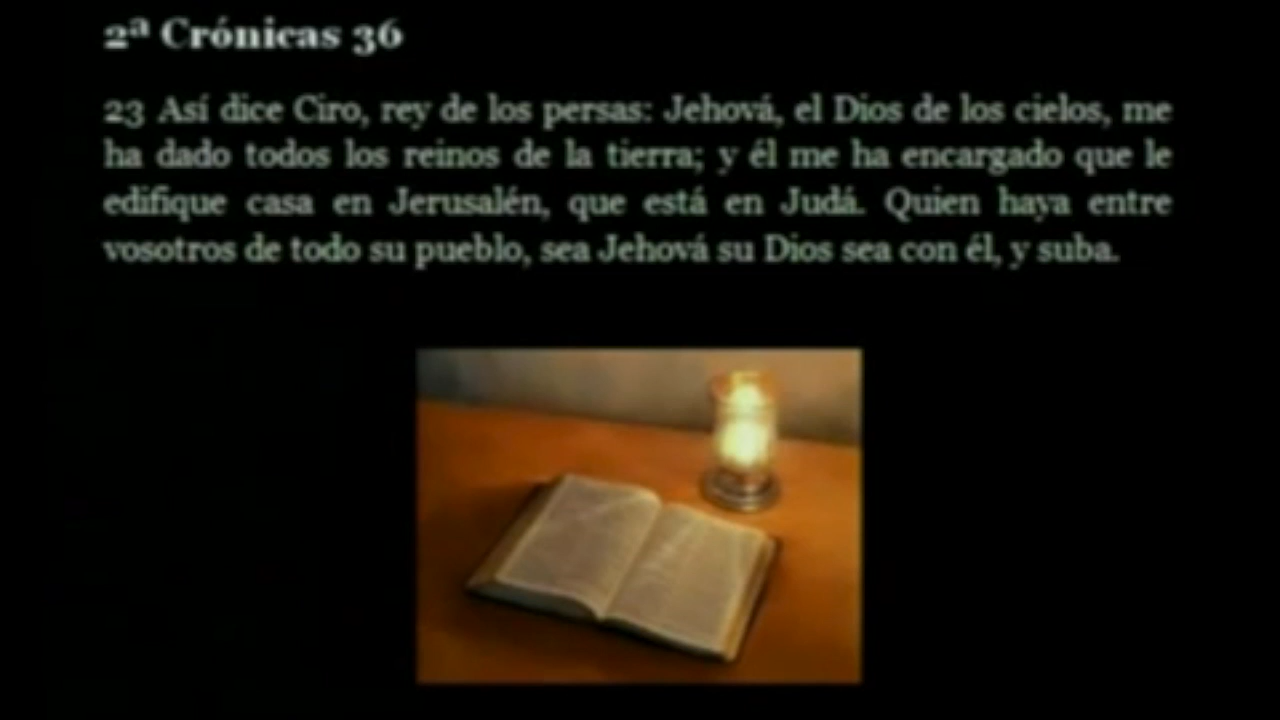 2ª Crónicas 36
23 Así dice Ciro, rey de los persas: Jehová, el Dios de los cielos, me
ha dado todos los reinos de la tierra; y él me ha encargado que le
edifique casa en Jerusalén, que está en Judá. Quien haya entre
vosotros de todo su pueblo, sea Jehová su Dios sea con él, y suba.